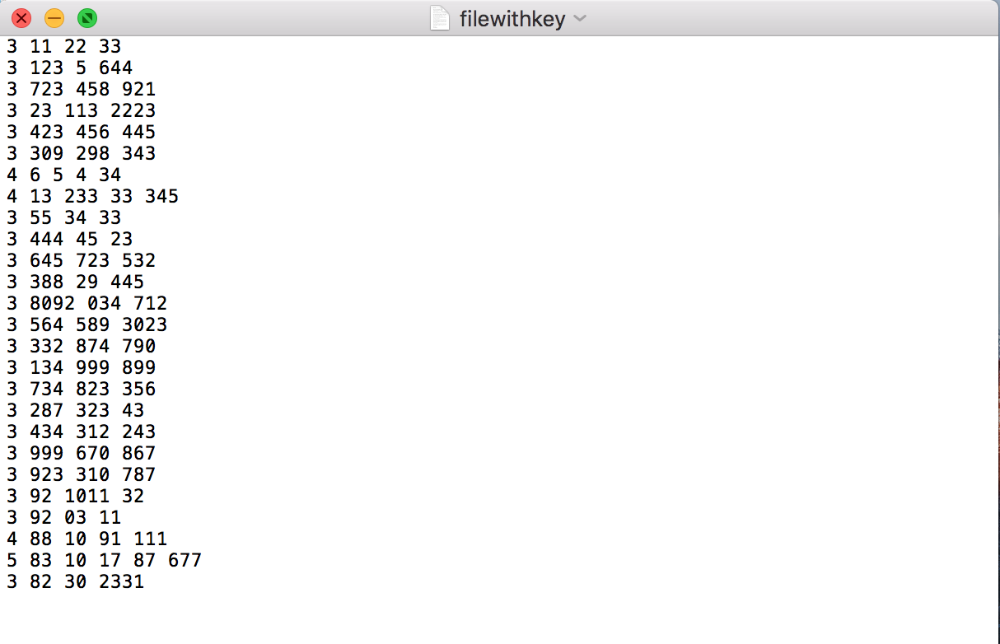 filewithkey
3 11 22 33
3 123 5 644
3 723 458 921
3 23 113 2223
3 423 456 445
3 309 298 343
4 6 5 4 34
4 13 233 33 345
3 55 34 33
3 444 45 23
3 645 723 532
3 388 29 445
3 8092 034 712
3 564 589 3023
3 332 874 790
3 134 999 899
3 734 823 356
3 287 323 43
3 434 312 243
3 999 670 867
3 923 310 787
3 92 1011 32
3 92 03 11
4 88 10 91 111
5 83 10 17 87 677
3 82 30 2331